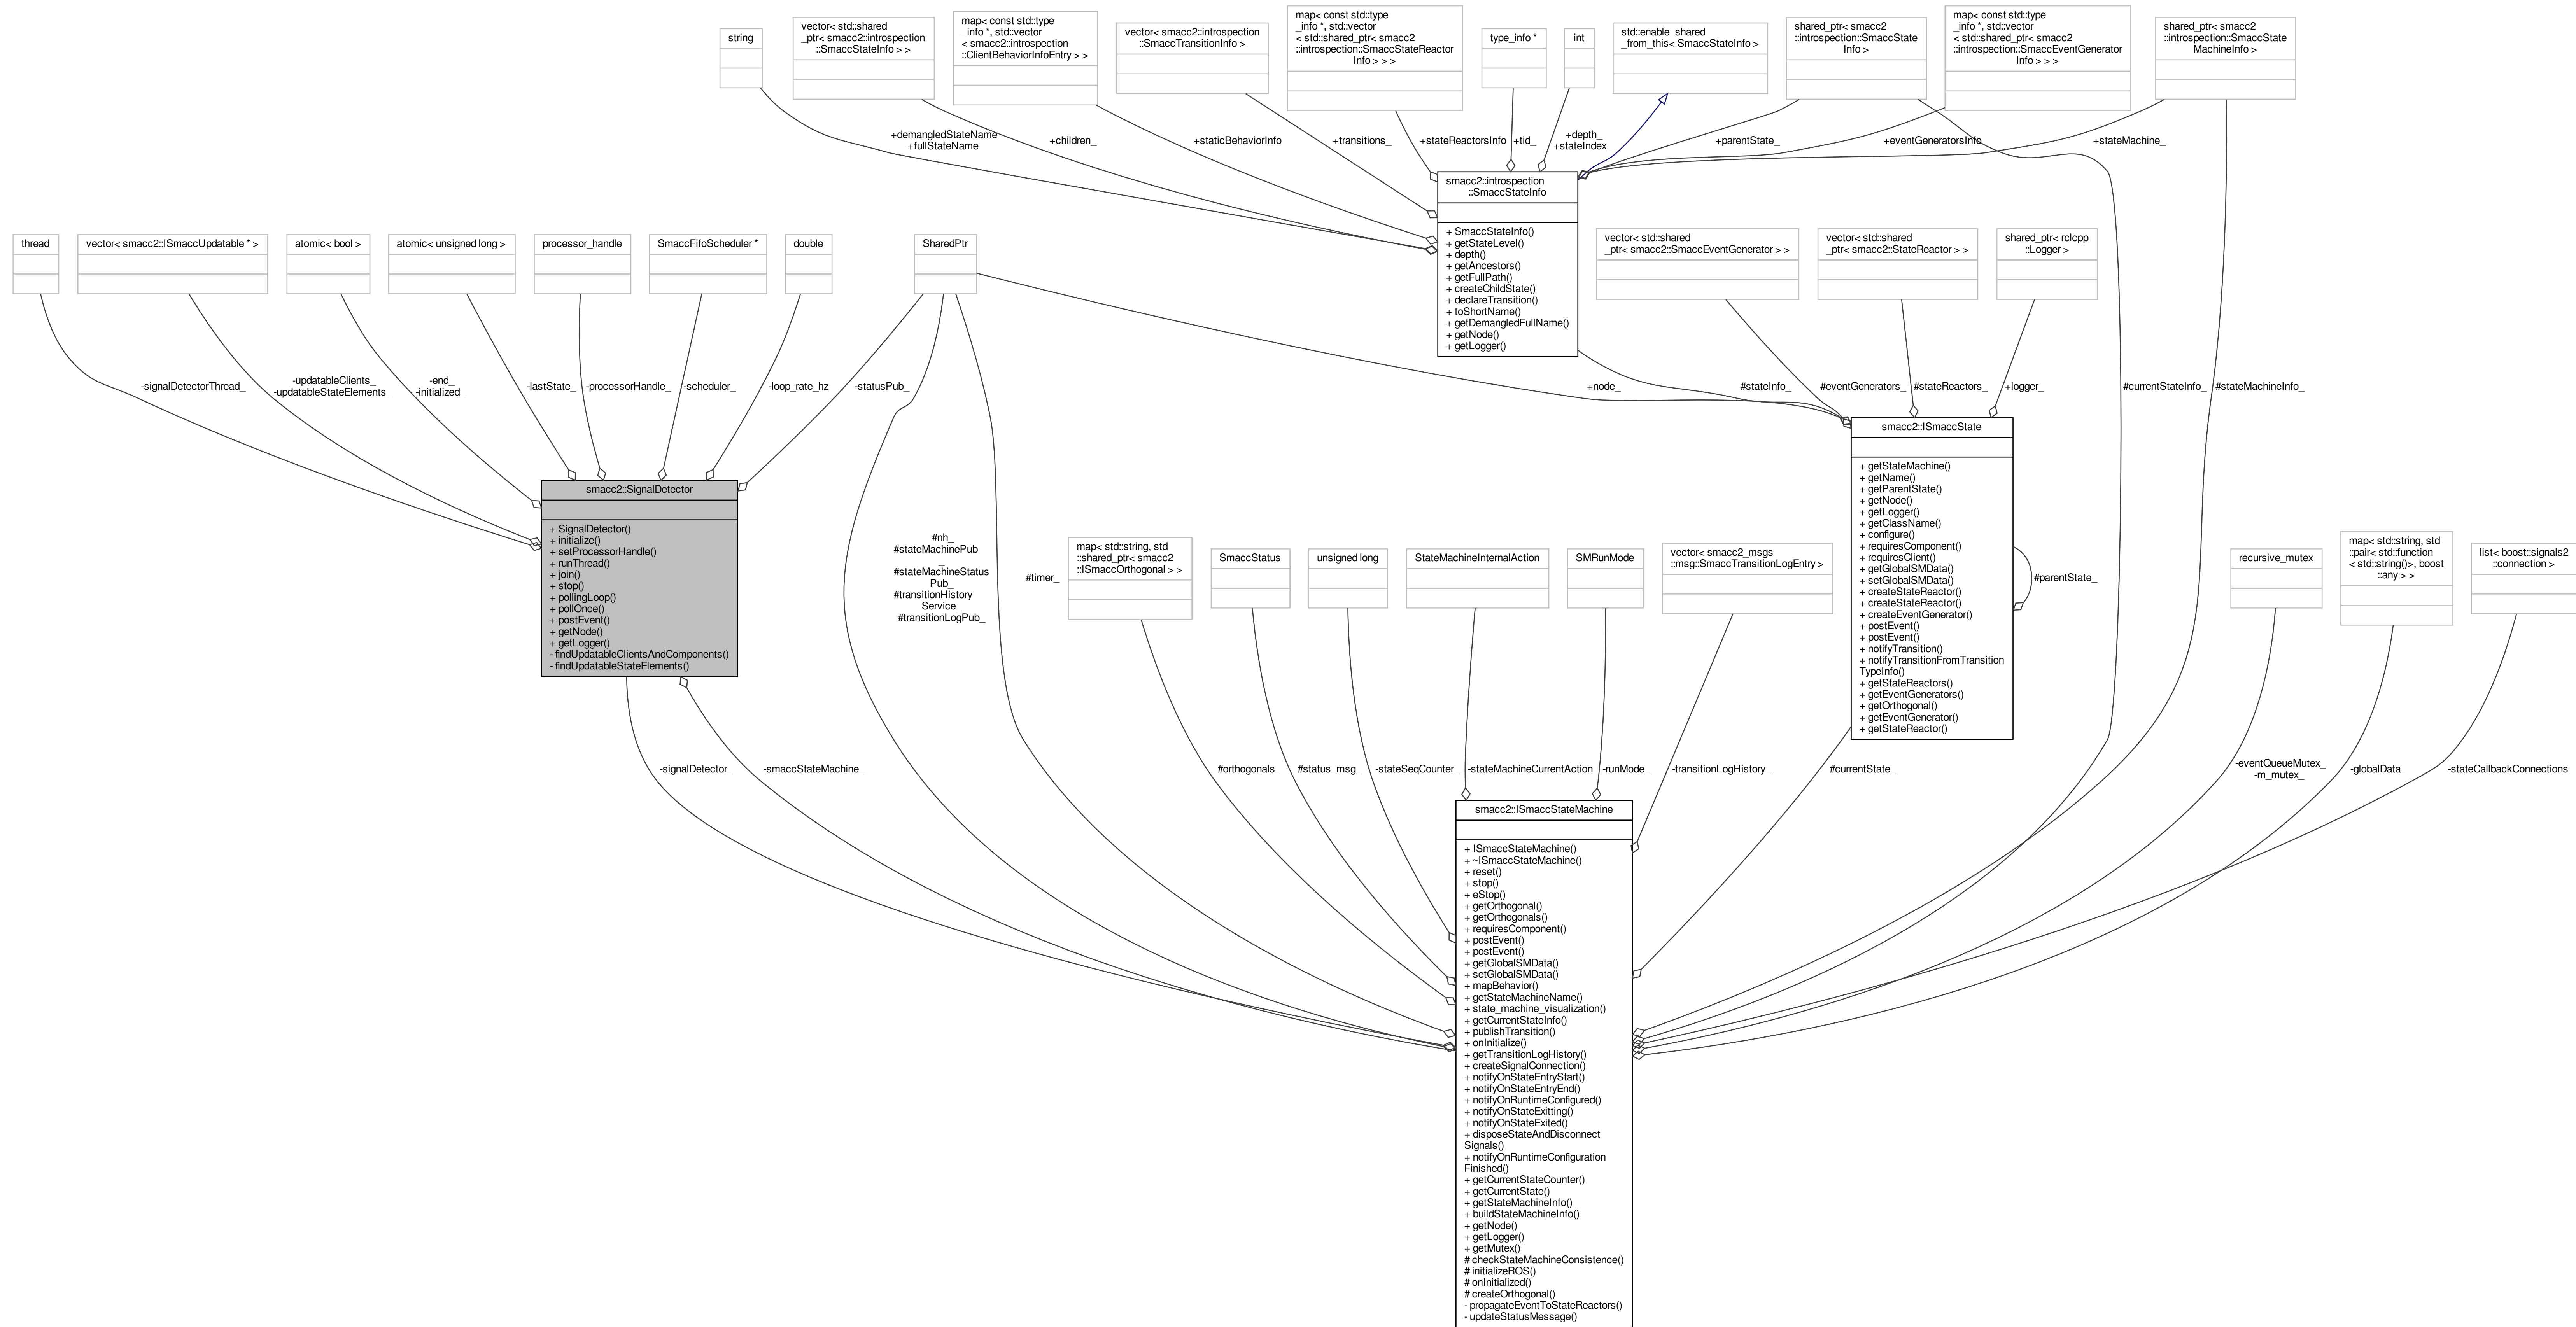 string
vector< std::shared
_ptr< smacc2::introspection
::SmaccStateInfo > >
map< const std::type
_info *, std::vector
< smacc2::introspection
::ClientBehaviorInfoEntry > >
vector< smacc2::introspection
::SmaccTransitionInfo >
map< const std::type
_info *, std::vector
< std::shared_ptr< smacc2
::introspection::SmaccStateReactor
Info > > >
type_info *
int
std::enable_shared
_from_this< SmaccStateInfo >
shared_ptr< smacc2
::introspection::SmaccState
Info >
map< const std::type
_info *, std::vector
< std::shared_ptr< smacc2
::introspection::SmaccEventGenerator
Info > > >
shared_ptr< smacc2
::introspection::SmaccState
MachineInfo >
+demangledStateName
+fullStateName
+children_
+staticBehaviorInfo
+transitions_
+stateReactorsInfo
+tid_
+depth_
+stateIndex_
+parentState_
+eventGeneratorsInfo
+stateMachine_
smacc2::introspection
::SmaccStateInfo
+ SmaccStateInfo()
+ getStateLevel()
+ depth()
+ getAncestors()
+ getFullPath()
+ createChildState()
+ declareTransition()
+ toShortName()
+ getDemangledFullName()
+ getNode()
+ getLogger()
thread
vector< smacc2::ISmaccUpdatable * >
atomic< bool >
atomic< unsigned long >
processor_handle
SmaccFifoScheduler *
double
SharedPtr
vector< std::shared
_ptr< smacc2::SmaccEventGenerator > >
vector< std::shared
_ptr< smacc2::StateReactor > >
shared_ptr< rclcpp
::Logger >
-signalDetectorThread_
-updatableClients_
-updatableStateElements_
-end_
-initialized_
-lastState_
-processorHandle_
-scheduler_
-loop_rate_hz
-statusPub_
+node_
#stateInfo_
#eventGenerators_
#stateReactors_
+logger_
#currentStateInfo_
#stateMachineInfo_
smacc2::SignalDetector
+ SignalDetector()
+ initialize()
+ setProcessorHandle()
+ runThread()
+ join()
+ stop()
+ pollingLoop()
+ pollOnce()
+ postEvent()
+ getNode()
+ getLogger()
- findUpdatableClientsAndComponents()
- findUpdatableStateElements()
smacc2::ISmaccState
+ getStateMachine()
+ getName()
+ getParentState()
+ getNode()
+ getLogger()
+ getClassName()
+ configure()
+ requiresComponent()
+ requiresClient()
+ getGlobalSMData()
+ setGlobalSMData()
+ createStateReactor()
+ createStateReactor()
+ createEventGenerator()
+ postEvent()
+ postEvent()
+ notifyTransition()
+ notifyTransitionFromTransition
TypeInfo()
+ getStateReactors()
+ getEventGenerators()
+ getOrthogonal()
+ getEventGenerator()
+ getStateReactor()
#parentState_
#nh_
#stateMachinePub
_
#stateMachineStatus
Pub_
#transitionHistory
Service_
#transitionLogPub_
#timer_
map< std::string, std
::shared_ptr< smacc2
::ISmaccOrthogonal > >
SmaccStatus
unsigned long
StateMachineInternalAction
SMRunMode
vector< smacc2_msgs
::msg::SmaccTransitionLogEntry >
recursive_mutex
map< std::string, std
::pair< std::function
< std::string()>, boost
::any > >
list< boost::signals2
::connection >
-signalDetector_
-smaccStateMachine_
#orthogonals_
#status_msg_
-stateSeqCounter_
-stateMachineCurrentAction
-runMode_
-transitionLogHistory_
#currentState_
-eventQueueMutex_
-m_mutex_
-globalData_
-stateCallbackConnections
smacc2::ISmaccStateMachine
+ ISmaccStateMachine()
+ ~ISmaccStateMachine()
+ reset()
+ stop()
+ eStop()
+ getOrthogonal()
+ getOrthogonals()
+ requiresComponent()
+ postEvent()
+ postEvent()
+ getGlobalSMData()
+ setGlobalSMData()
+ mapBehavior()
+ getStateMachineName()
+ state_machine_visualization()
+ getCurrentStateInfo()
+ publishTransition()
+ onInitialize()
+ getTransitionLogHistory()
+ createSignalConnection()
+ notifyOnStateEntryStart()
+ notifyOnStateEntryEnd()
+ notifyOnRuntimeConfigured()
+ notifyOnStateExitting()
+ notifyOnStateExited()
+ disposeStateAndDisconnect
Signals()
+ notifyOnRuntimeConfiguration
Finished()
+ getCurrentStateCounter()
+ getCurrentState()
+ getStateMachineInfo()
+ buildStateMachineInfo()
+ getNode()
+ getLogger()
+ getMutex()
# checkStateMachineConsistence()
# initializeROS()
# onInitialized()
# createOrthogonal()
- propagateEventToStateReactors()
- updateStatusMessage()